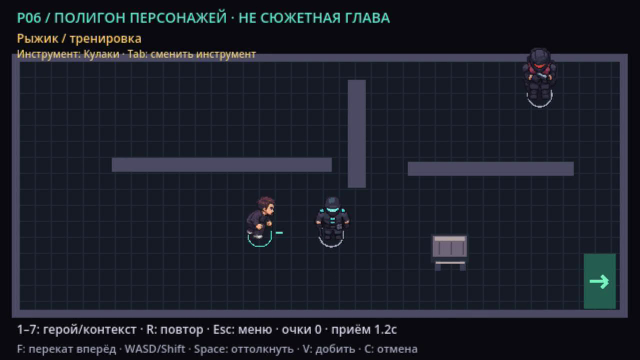 P06 / ПОЛИГОН ПЕРСОНАЖЕЙ · НЕ СЮЖЕТНАЯ ГЛАВА
Рыжик / тренировка
Инструмент: Кулаки · Tab: сменить инструмент
1–7: герой/контекст · R: повтор · Esc: меню · очки 0 · приём 1.2с
F: перекат вперёд · WASD/Shift · Space: оттолкнуть · V: добить · C: отмена